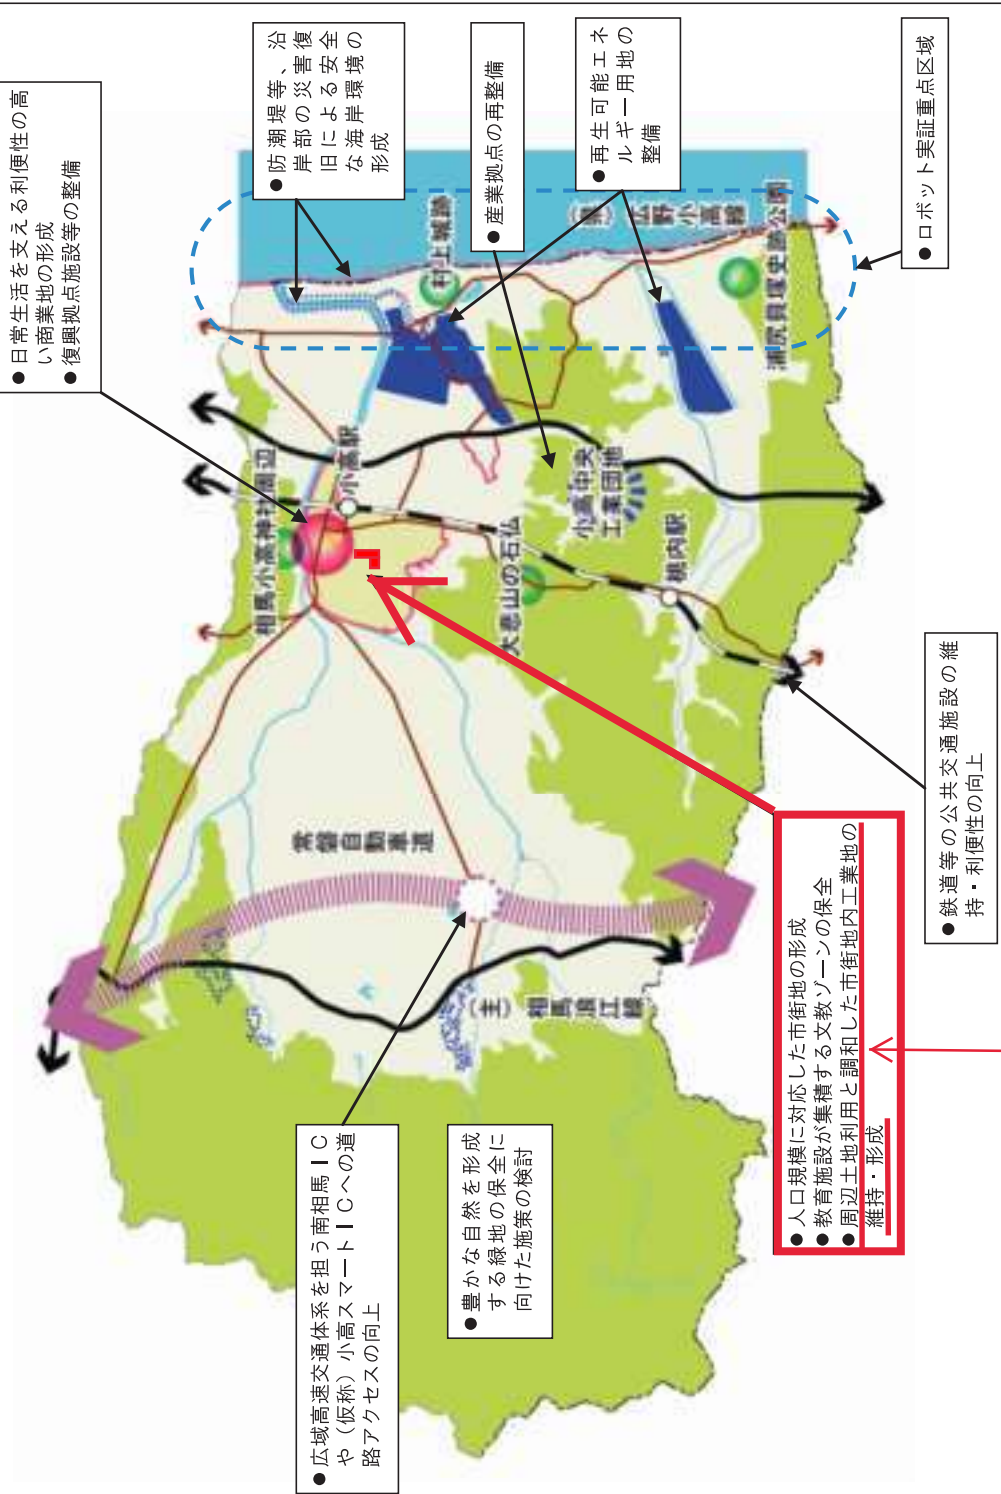 ● 日常生活を支える利便性の高
い商業地の形成
● 復興拠点施設等の整備
● 防潮堤等、沿
岸部の災害復
旧による安全
な海岸環境の
形成
● 産業拠点の再整備
● 再生可能エネ
ルギー用地の
整備
● ロボット実証重点区域
相馬小高神社周辺
小高駅
村上城跡
広野小高線
浦尻貝塚史跡公園
大悲山の石仏
小高中央
工業団地
桃内駅
常磐自動車道
(主) 相馬浪江線
● 広域高速交通体系を担う南相馬IC
や（仮称）小高スマートICへの道
路アクセスの向上
● 豊かな自然を形成
する緑地の保全に
向けた施策の検討
● 人口規模に対応した市街地の形成
● 教育施設が集積する文教ゾーンの保全
● 周辺土地利用と調和した市街地内工業地の
維持・形成
● 鉄道等の公共交通施設の維
持・利便性の向上